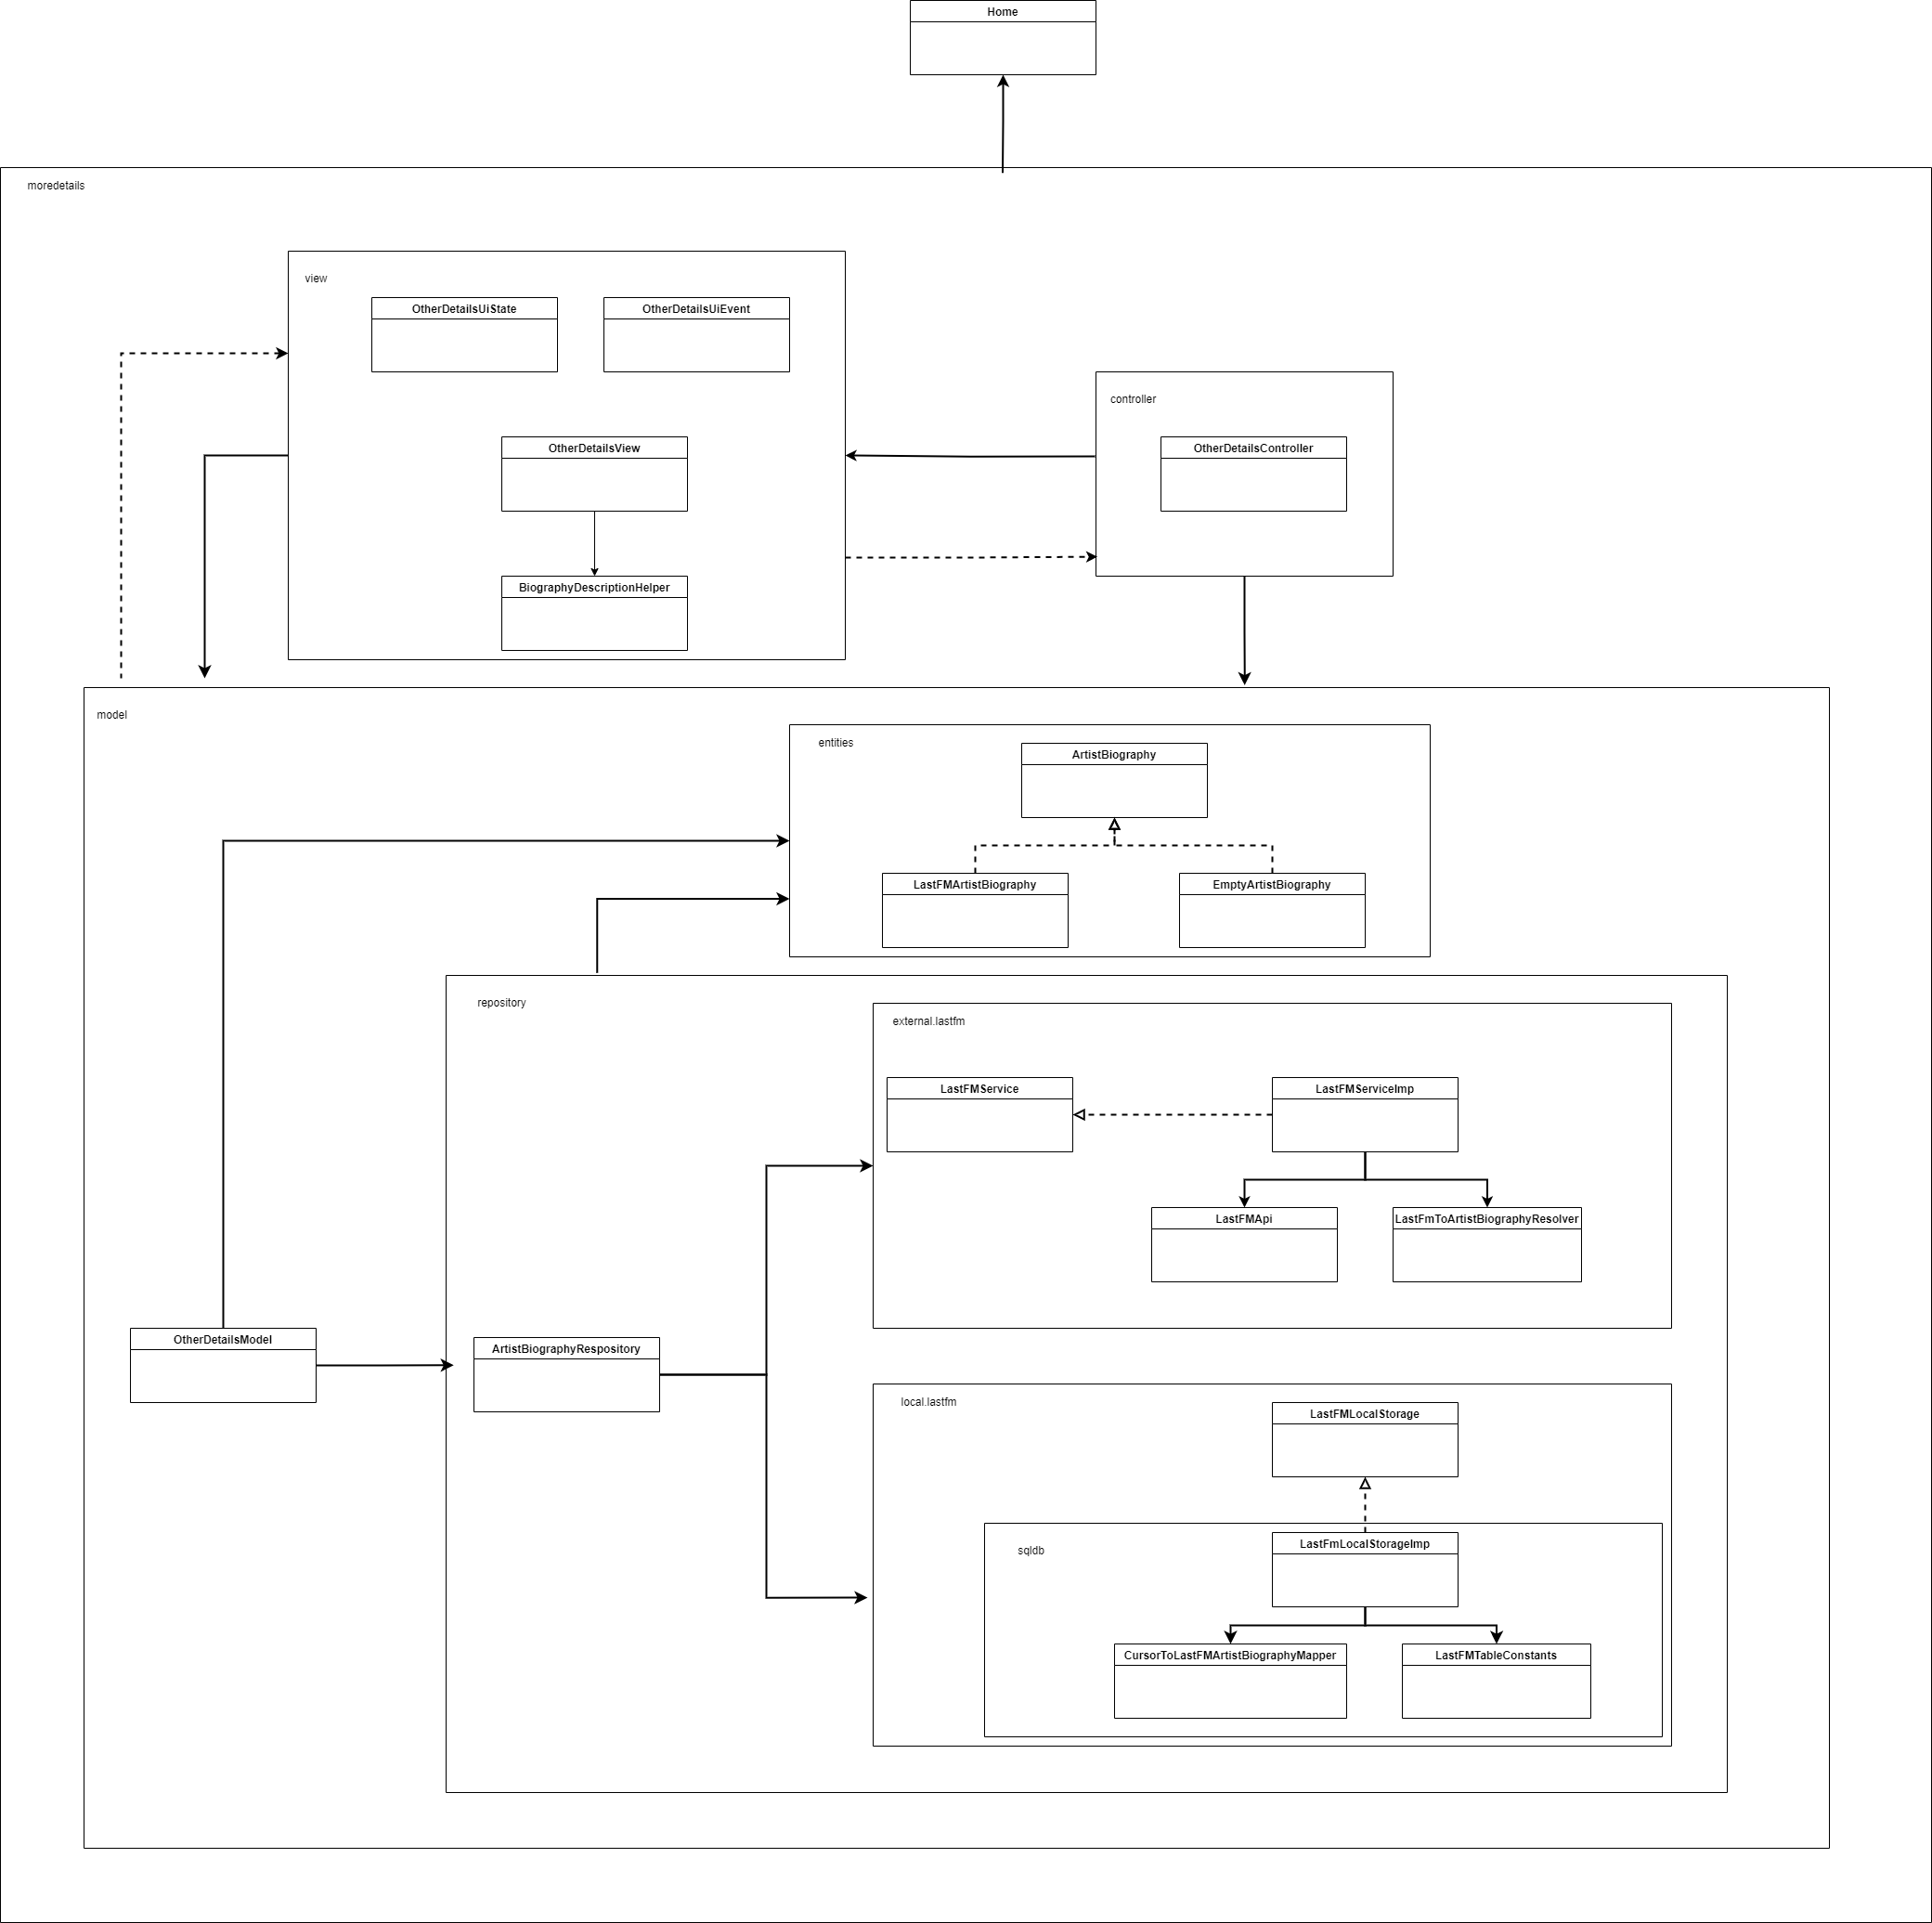 Home
moredetails
view
OtherDetailsUiState
OtherDetailsUiEvent
controller
OtherDetailsView
OtherDetailsController
BiographyDescriptionHelper
model
entities
ArtistBiography
LastFMArtistBiography
EmptyArtistBiography
repository
external.lastfm
LastFMService
LastFMServiceImp
LastFMApi
LastFmToArtistBiographyResolver
OtherDetailsModel
ArtistBiographyRespository
local.lastfm
LastFMLocalStorage
sqldb
LastFmLocalStorageImp
CursorToLastFMArtistBiographyMapper
LastFMTableConstants